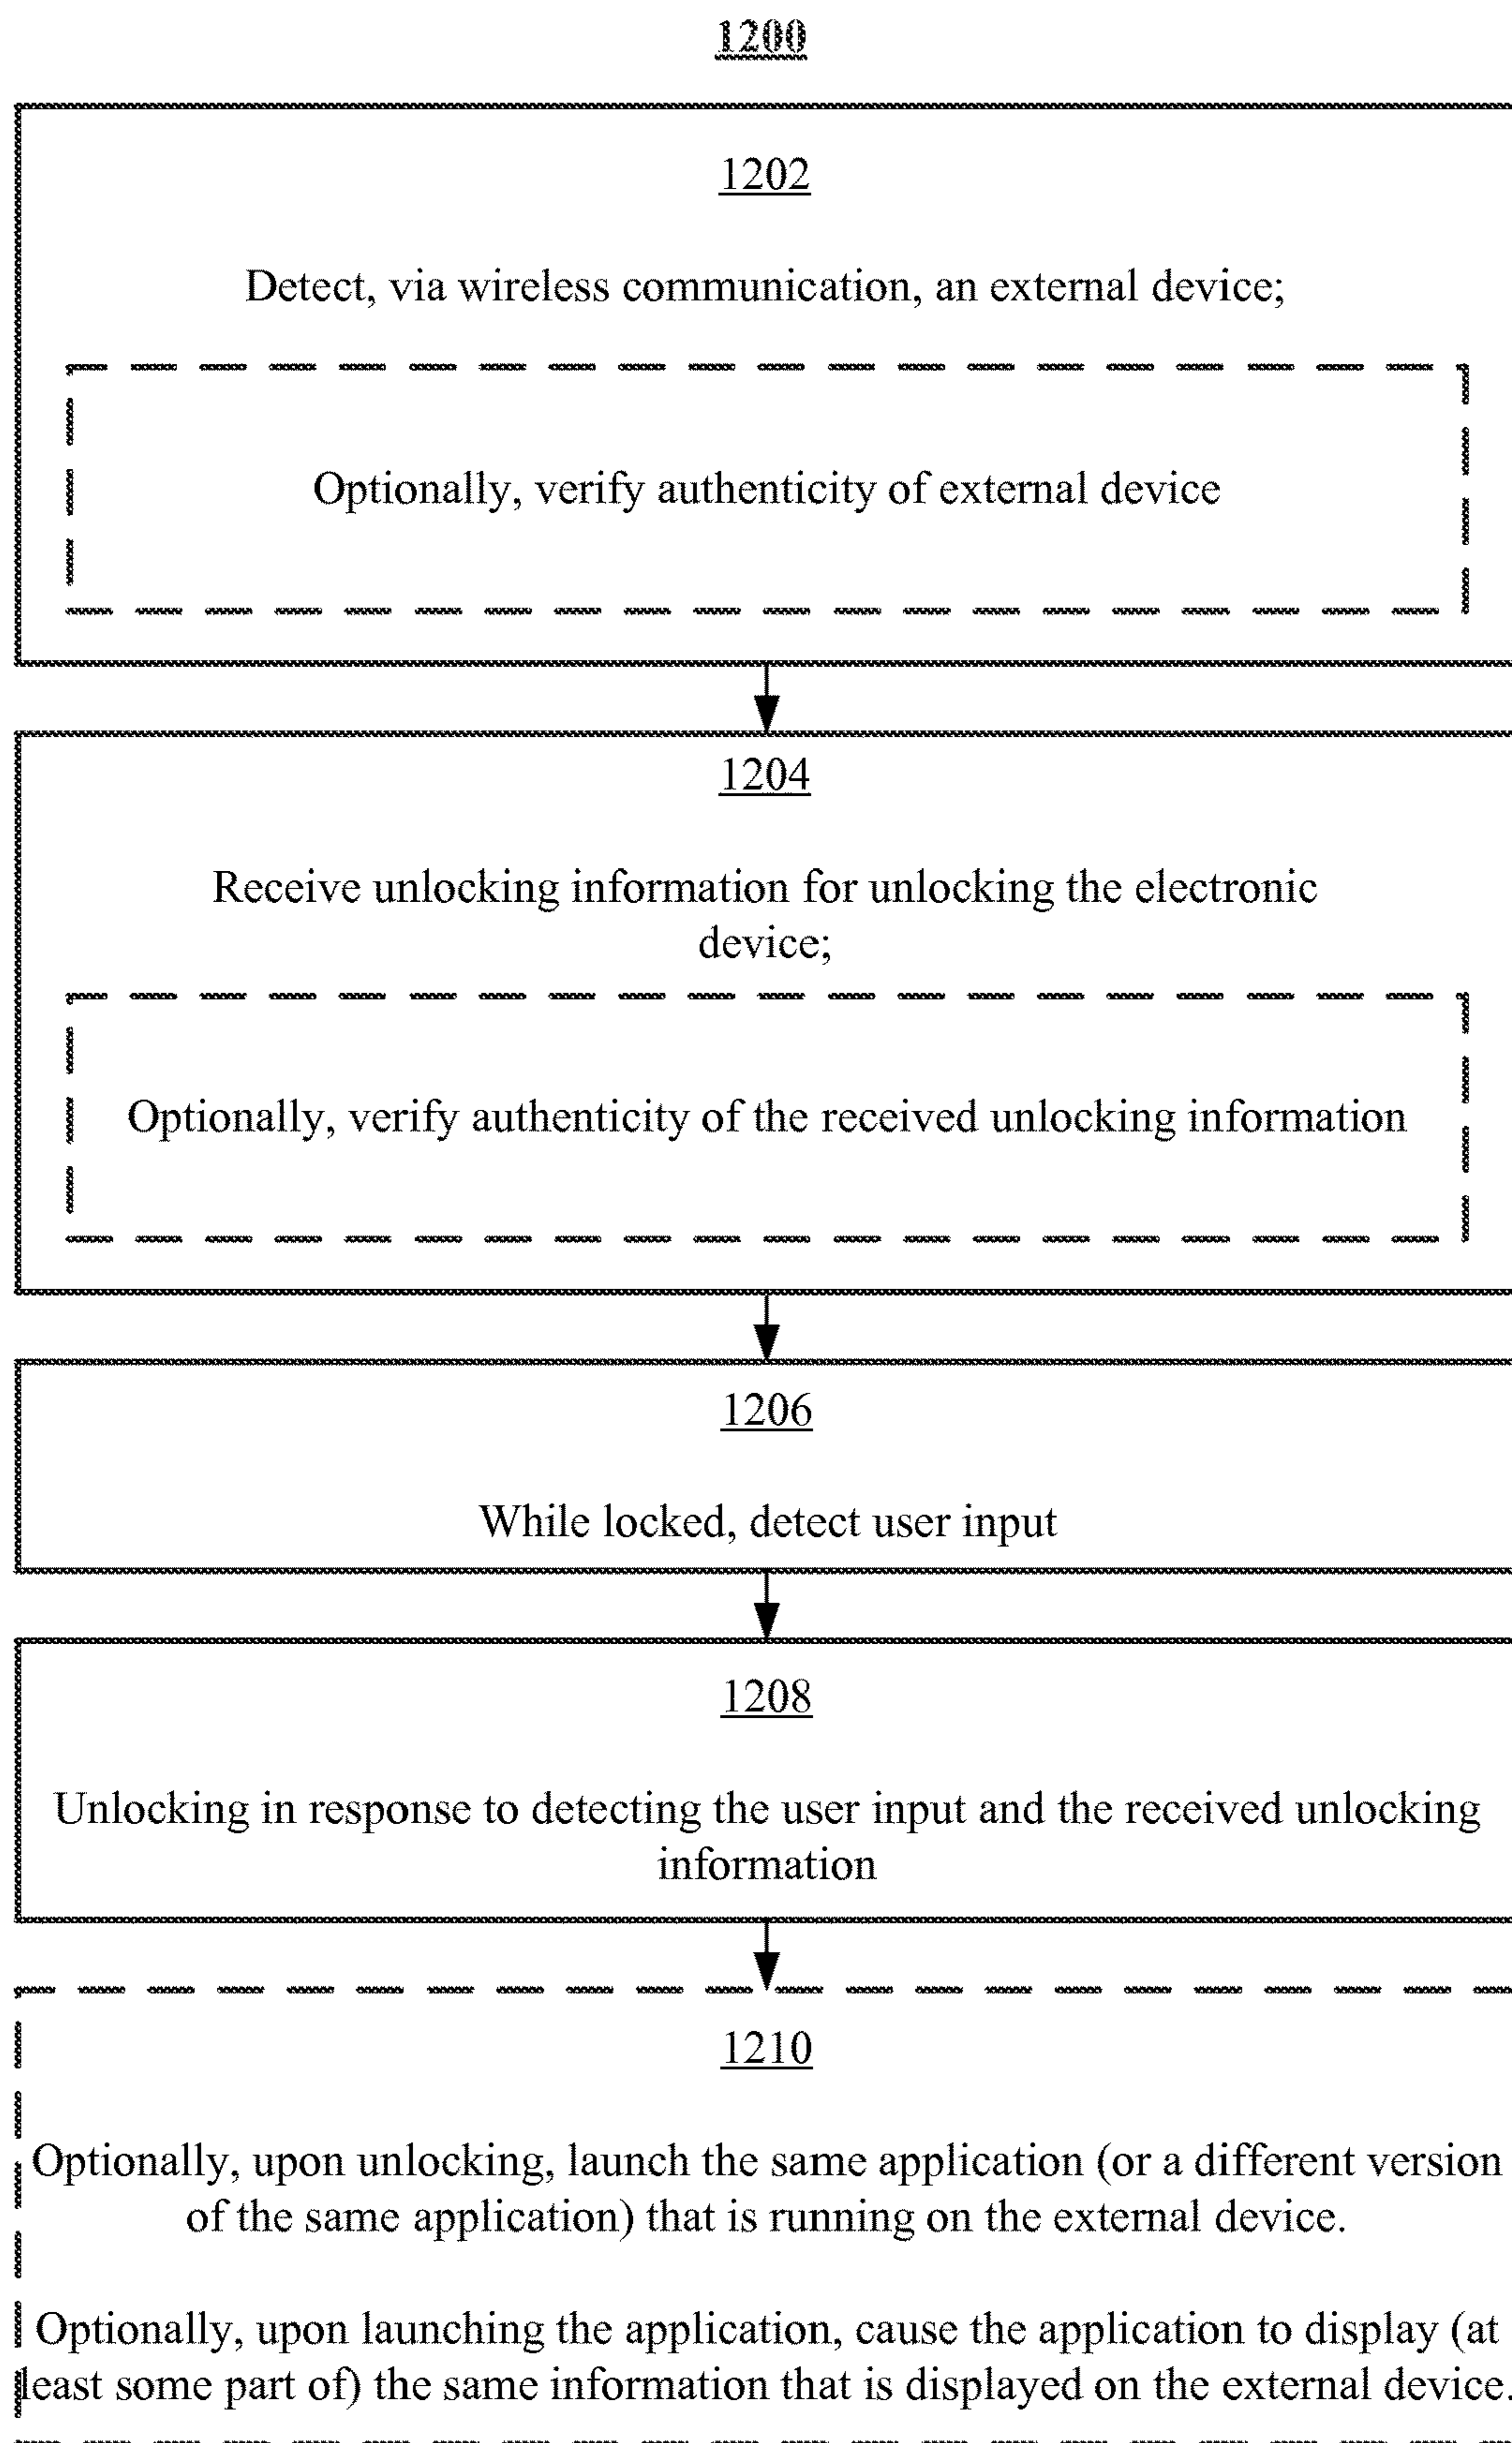 1200
1202
Detect, via wireless communication, an external device;
Optionally, verify authenticity of external device
1204
Receive unlocking information for unlocking the electronic
device;
Optionally, verify authenticity of the received unlocking information
1206
While locked, detect user input
1208
Unlocking in response to detecting the user input and the received unlocking
information
1210
Optionally, upon unlocking, launch the same application (or a different version
of the same application) that is running on the external device.
Optionally, upon launching the application, cause the application to display (at
least some part of) the same information that is displayed on the external device.